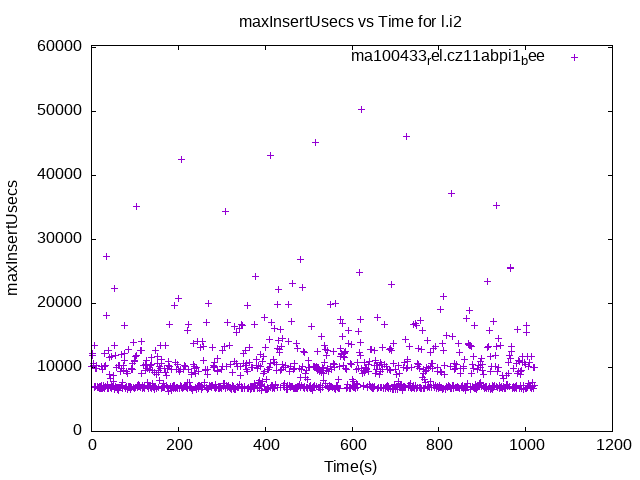 maxInsertUsecs vs Time for l.i2
ma100433rel.cz11abpi1bee
60000
50000
40000
30000
20000
10000
0
maxInsertUsecs
0 200 400 600 800 1000 1200
Time(s)